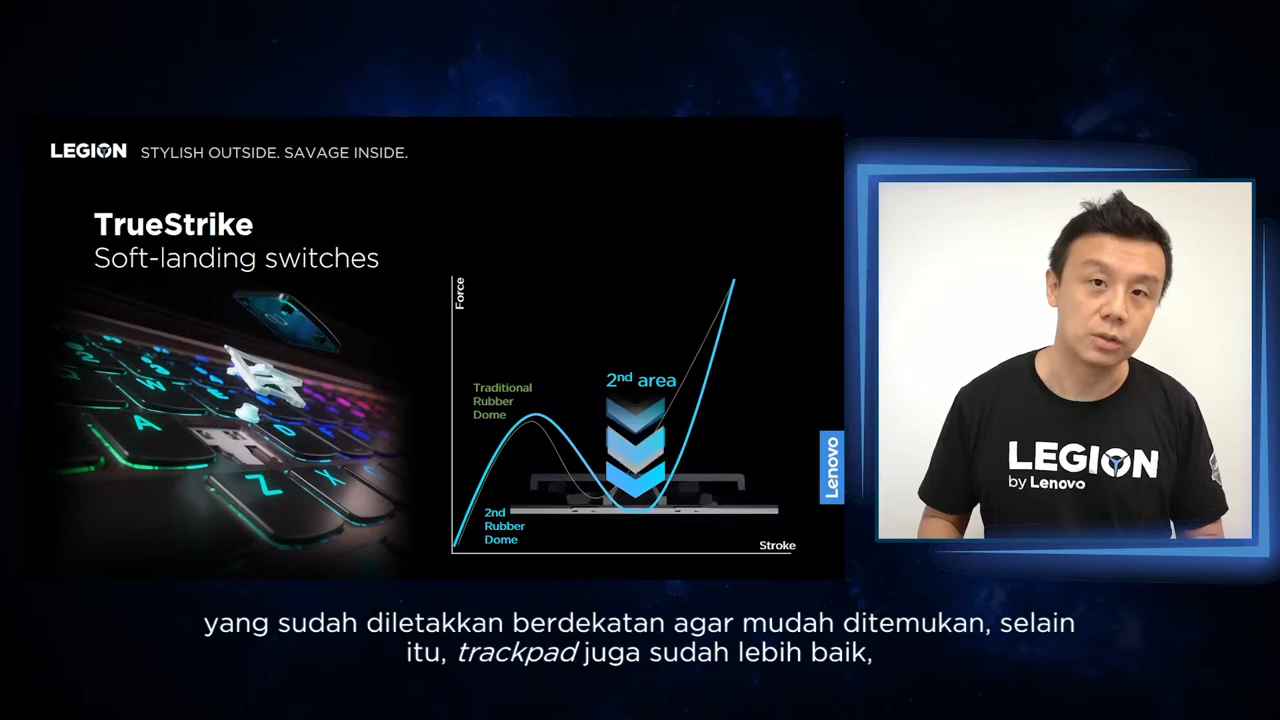 LEGION STYLISH OUTSIDE. SAVAGE INSIDE.
TrueStrike
Soft-landing switches
Force
2nd area
Traditional
Rubber
Dome
2nd
Rubber
Dome
Stroke
A
Z
X
Lenovo
LEGION
by Lenovo
yang sudah diletakkan berdekatan agar mudah ditemukan, selain
itu, trackpad juga sudah lebih baik,